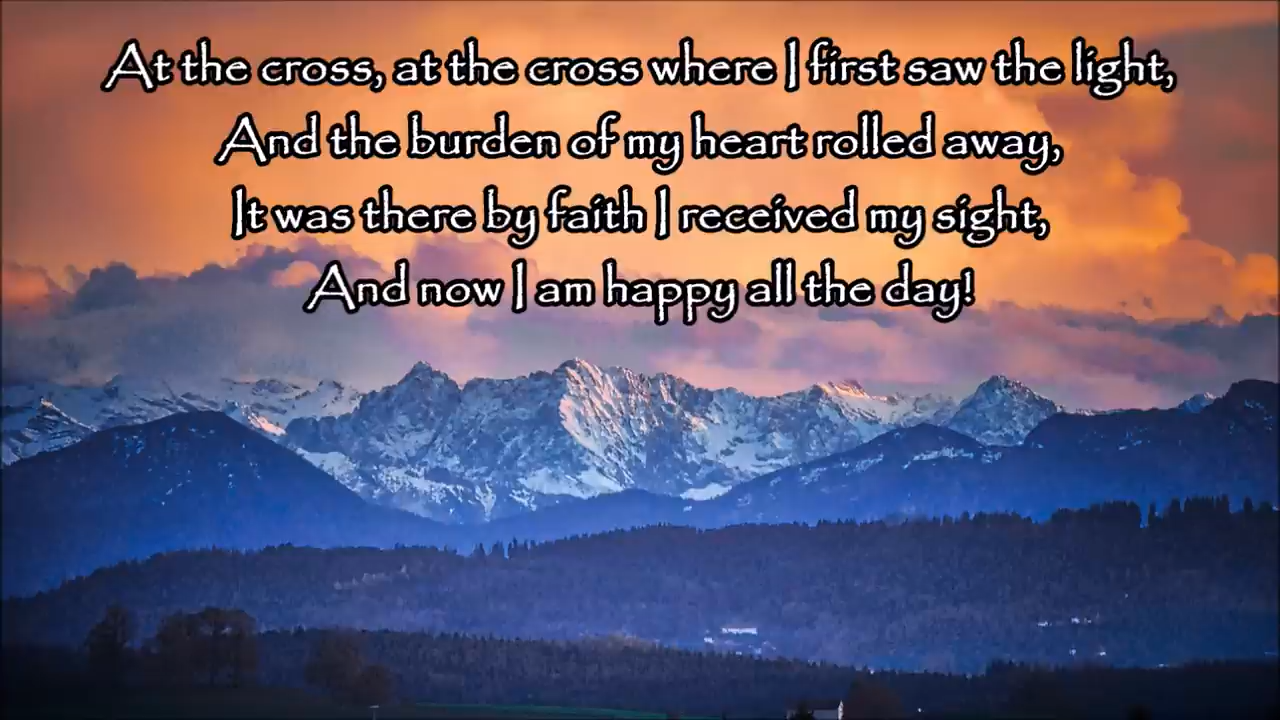 At the cross, at the cross where I first saw the light,
And the burden of my heart rolled away,
It was there by faith I received my sight,
And now I am happy all the day!